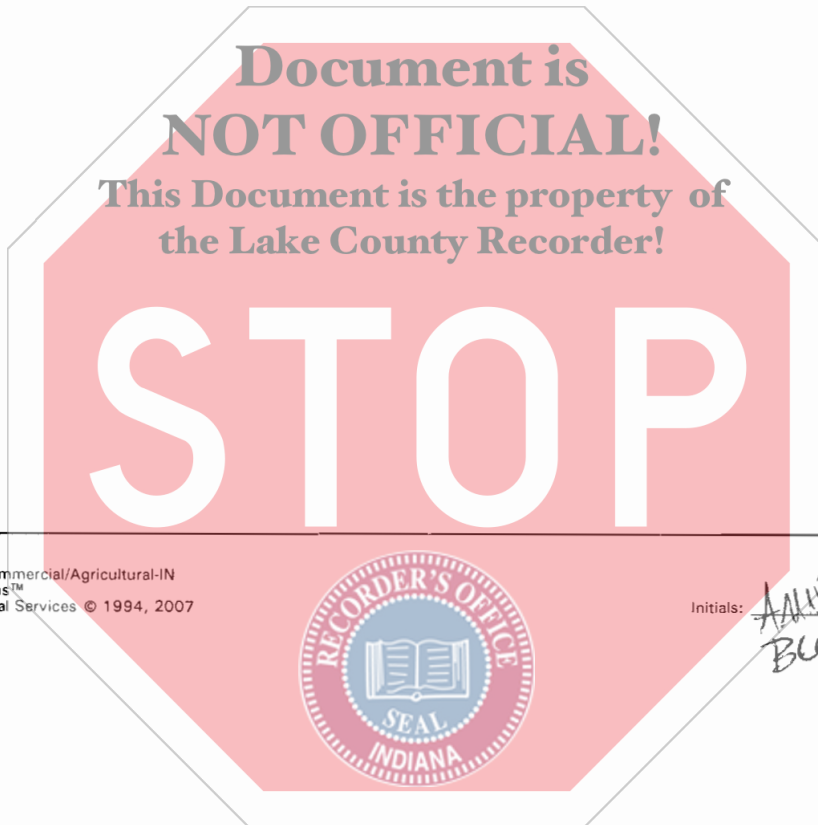 Document is
NOT OFFICIAL!
This Document is the property of
the Lake County Recorder!
STOP
mmercial/Agricultural-IN
s™
al Services © 1994, 2007
Initials:
RECORDER'S OFFICE
SEAL
INDIANA